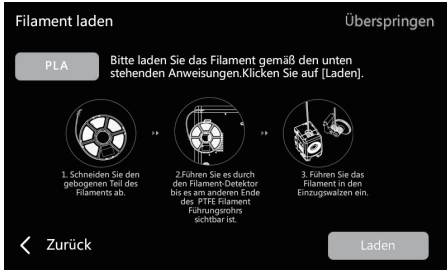 Filament laden
Überspringen
PLA
Bitte laden Sie das Filament gemäß den unten
stehenden Anweisungen.Klicken Sie auf [Laden].
1. Schneiden Sie den
gebogenen Teil des
Filaments ab.
2.Führen Sie es durch
den Filament-Detektor
bis es am anderen Ende
des PTFE Filament
Führungsrohrs
sichtbar ist.
3. Führen Sie das
Filament in den
Einzugswalzen ein.
Zurück
Laden